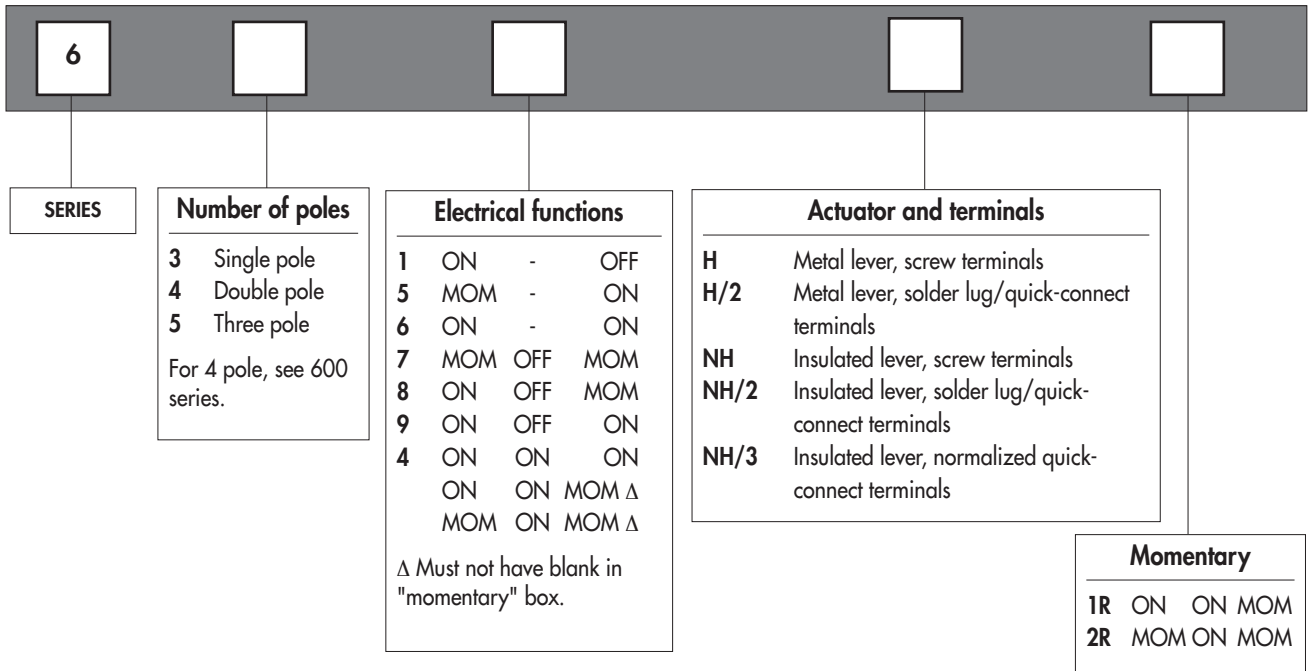 6
SERIES
Number of poles
3 Single pole
4 Double pole
5 Three pole
For 4 pole, see 600
series.
Electrical functions
1 ON - OFF
5 MOM - ON
6 ON - ON
7 MOM OFF MOM
8 ON OFF MOM
9 ON OFF ON
4 ON ON ON
ON ON MOM Δ
MOM ON MOM Δ
Δ Must not have blank in
"momentary" box.
Actuator and terminals
H Metal lever, screw terminals
H/2 Metal lever, solder lug/quick-connect
terminals
NH Insulated lever, screw terminals
NH/2 Insulated lever, solder lug/quick-
connect terminals
NH/3 Insulated lever, normalized quick-
connect terminals
Momentary
1R ON ON MOM
2R MOM ON MOM